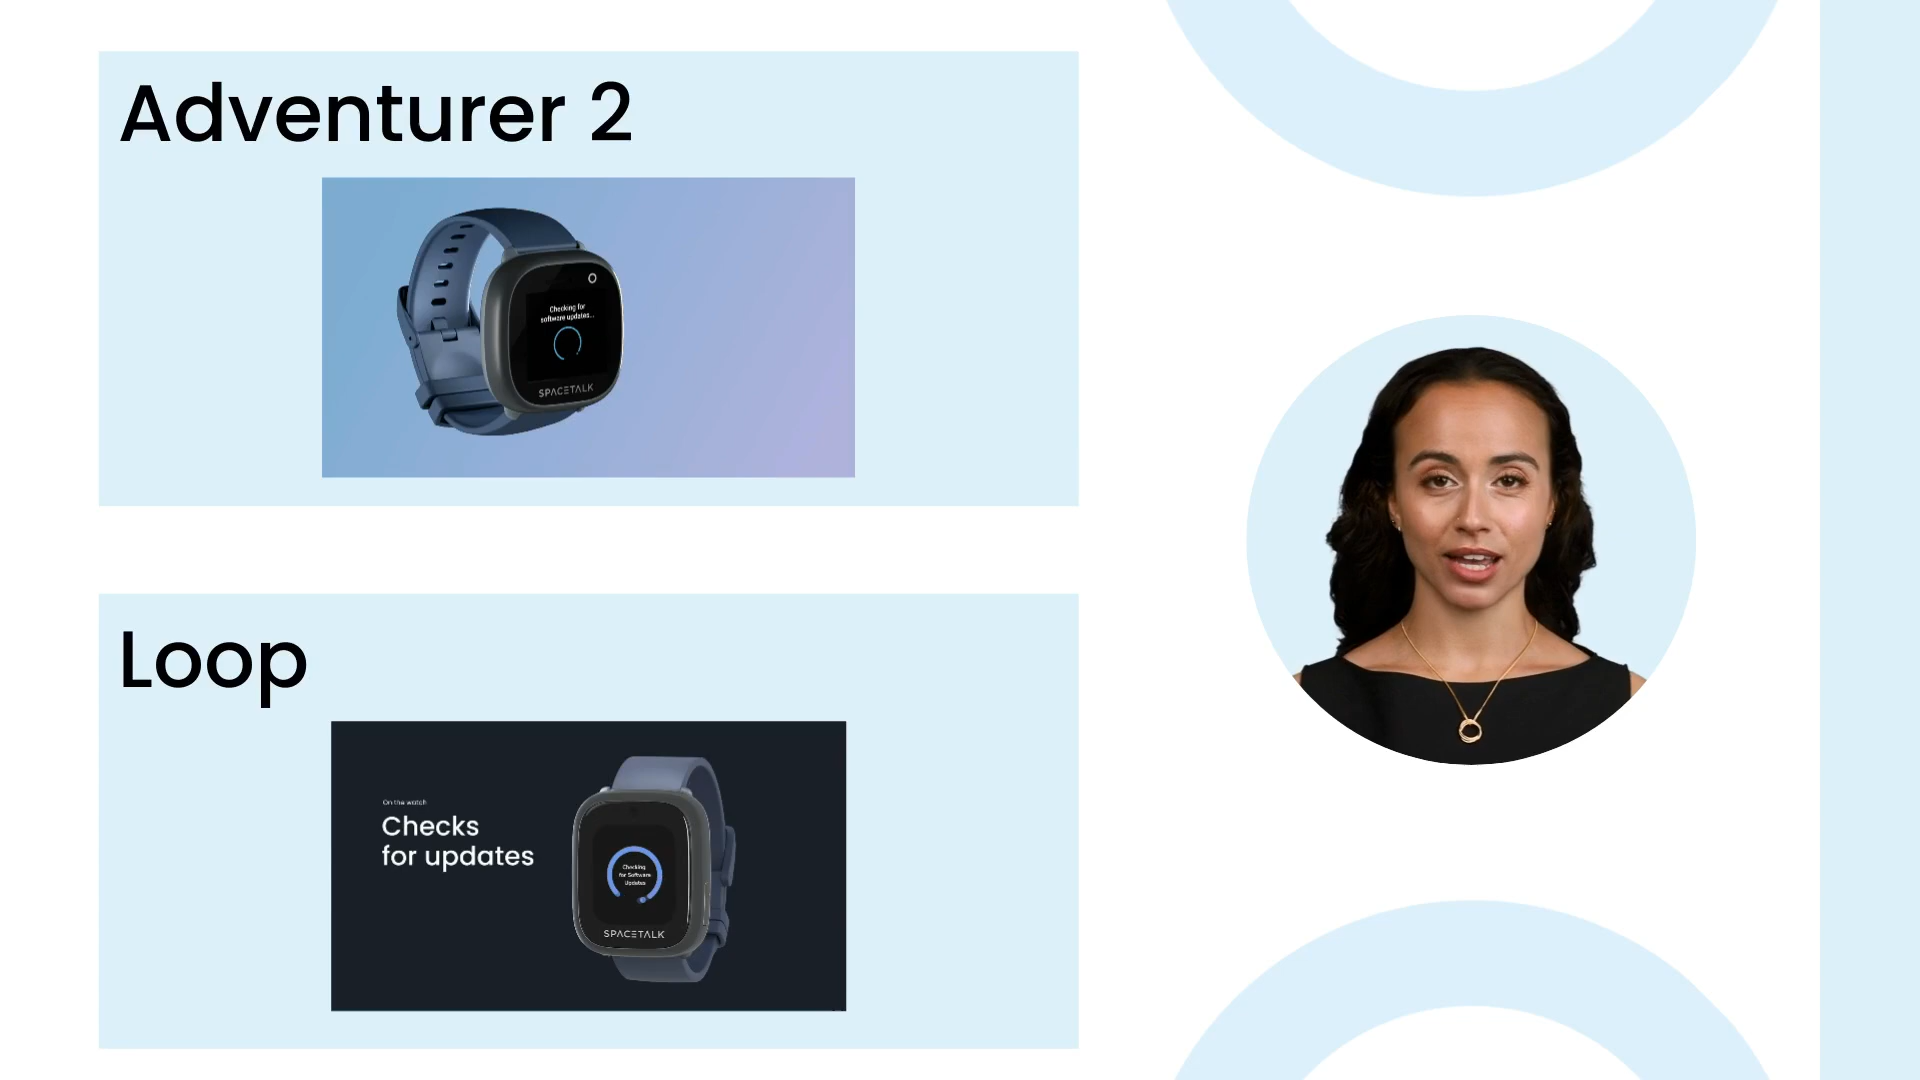 Adventurer 2
Checking for
software updates...
SPACETALK
Loop
On the watch
Checks
for updates
Checking
for Software
Updates
SPACETALK